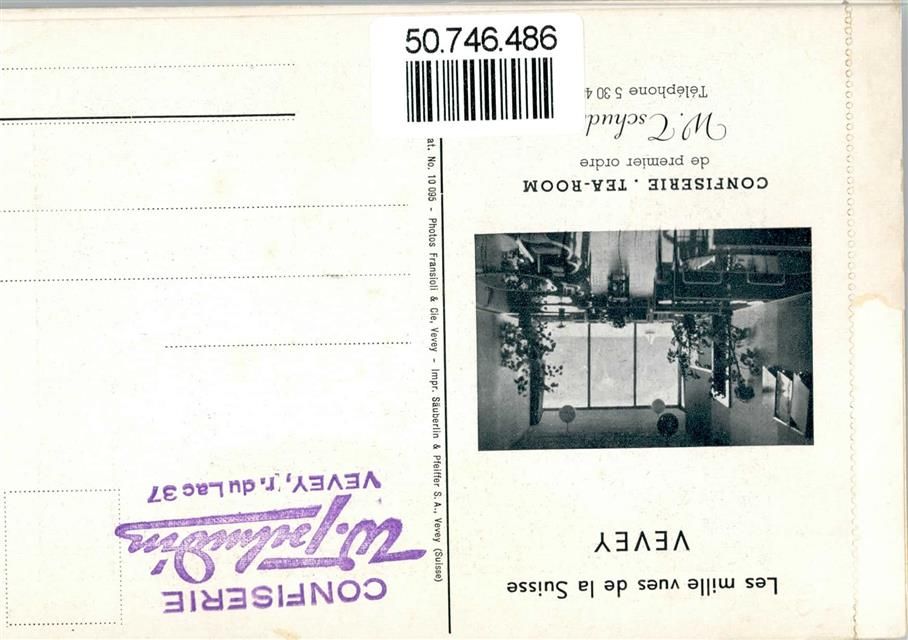 50.746.486
Les mille vues de la Suisse
VEVEY
CONFISERIE . TEA-ROOM
de premier ordre
Téléphone 5 30 4
at. No. 10 095 - Photos Fransioli & Cie, Vevey - Impr. Säuberlin & Pfeiffer S. A., Vevey (Suisse)
CONFISERIE
W. Tschudin
VEVEY, r. du Lac 37